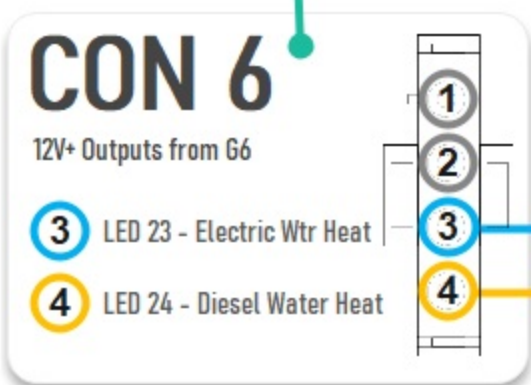 CON 6
12V+ Outputs from G6
3 LED 23 - Electric Wtr Heat
4 LED 24 - Diesel Water Heat
1
2
3
4